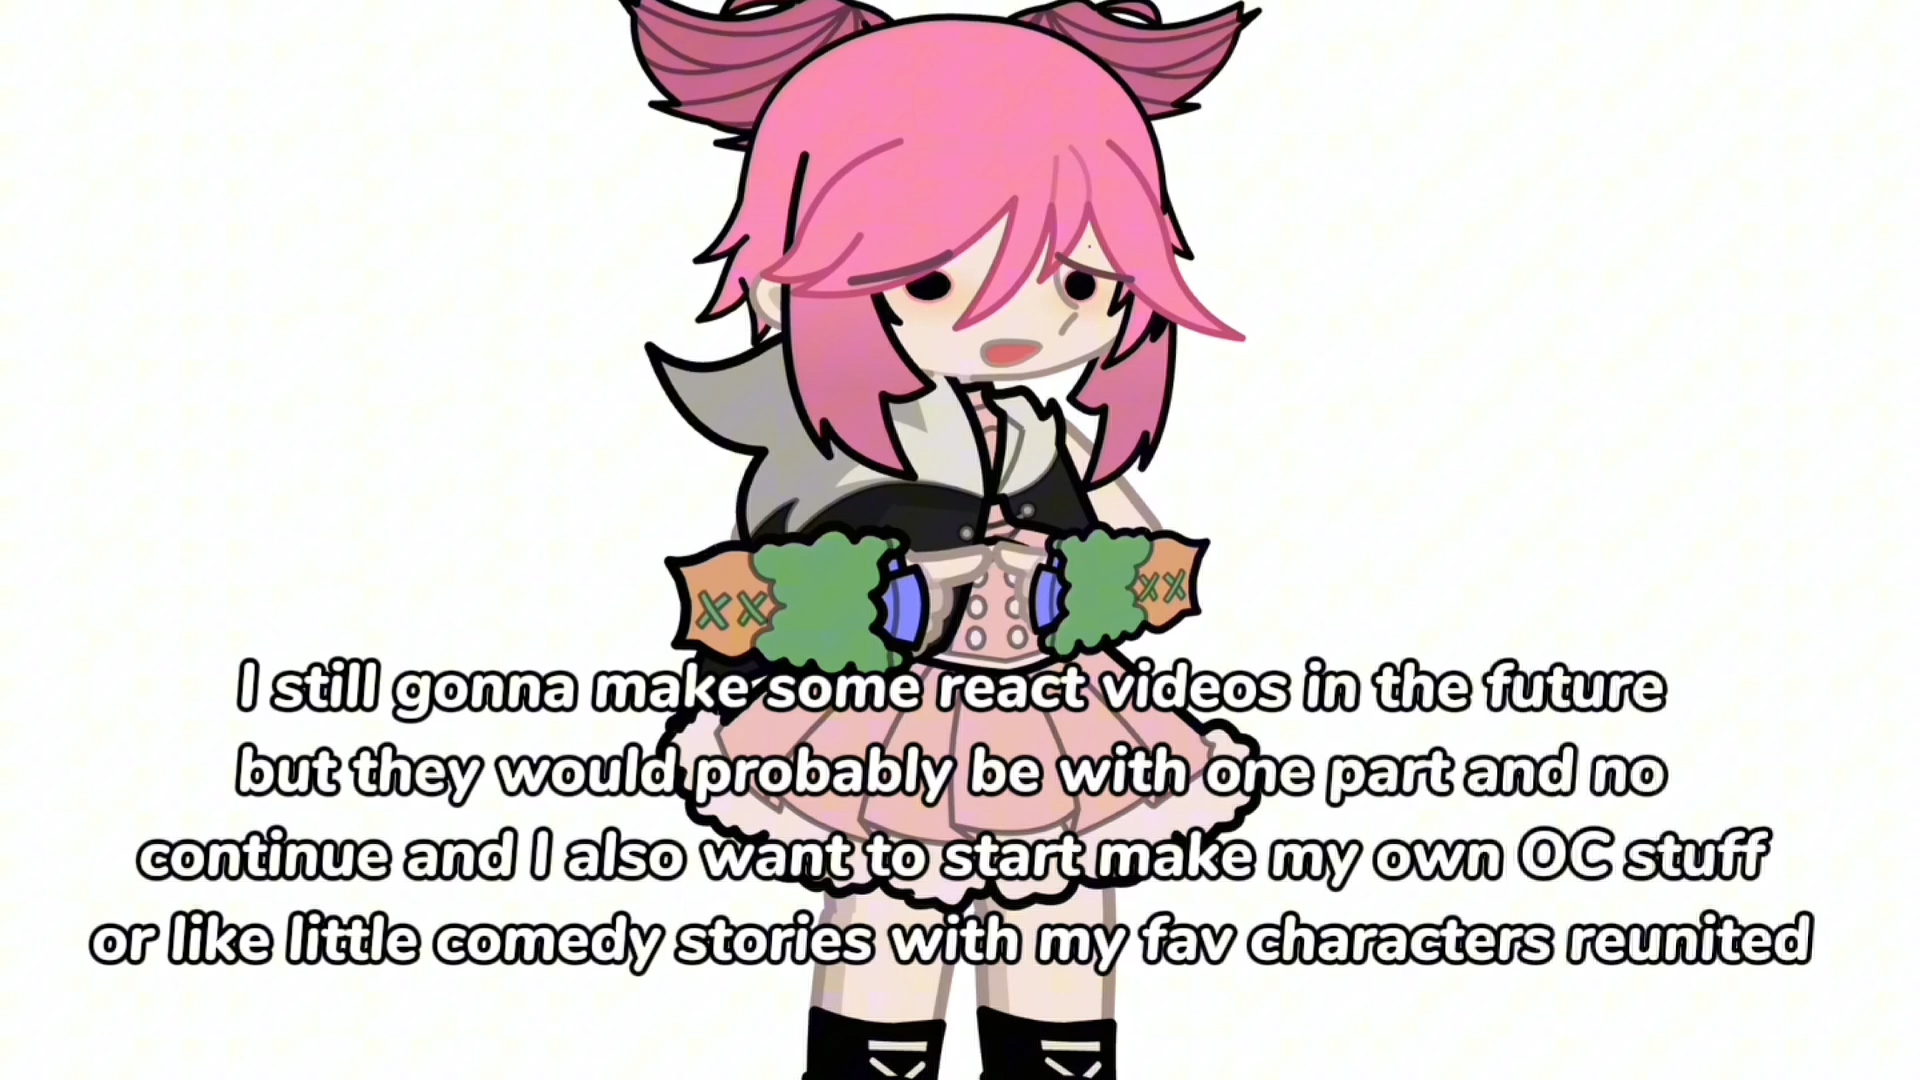 I still gonna make some react videos in the future
but they would probably be with one part and no
continue and I also want to start make my own OC stuff
or like little comedy stories with my fav characters reunited